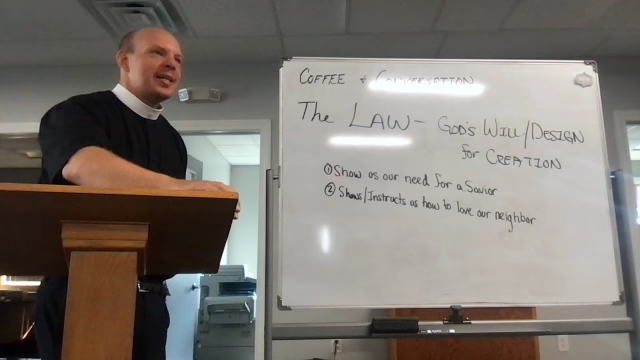 COFFEE & CONVERSATION
The LAW — GOD'S WILL/DESIGN
for CREATION
① Show us our need for a Savior
② Shows/Instructs us how to love our neighbor